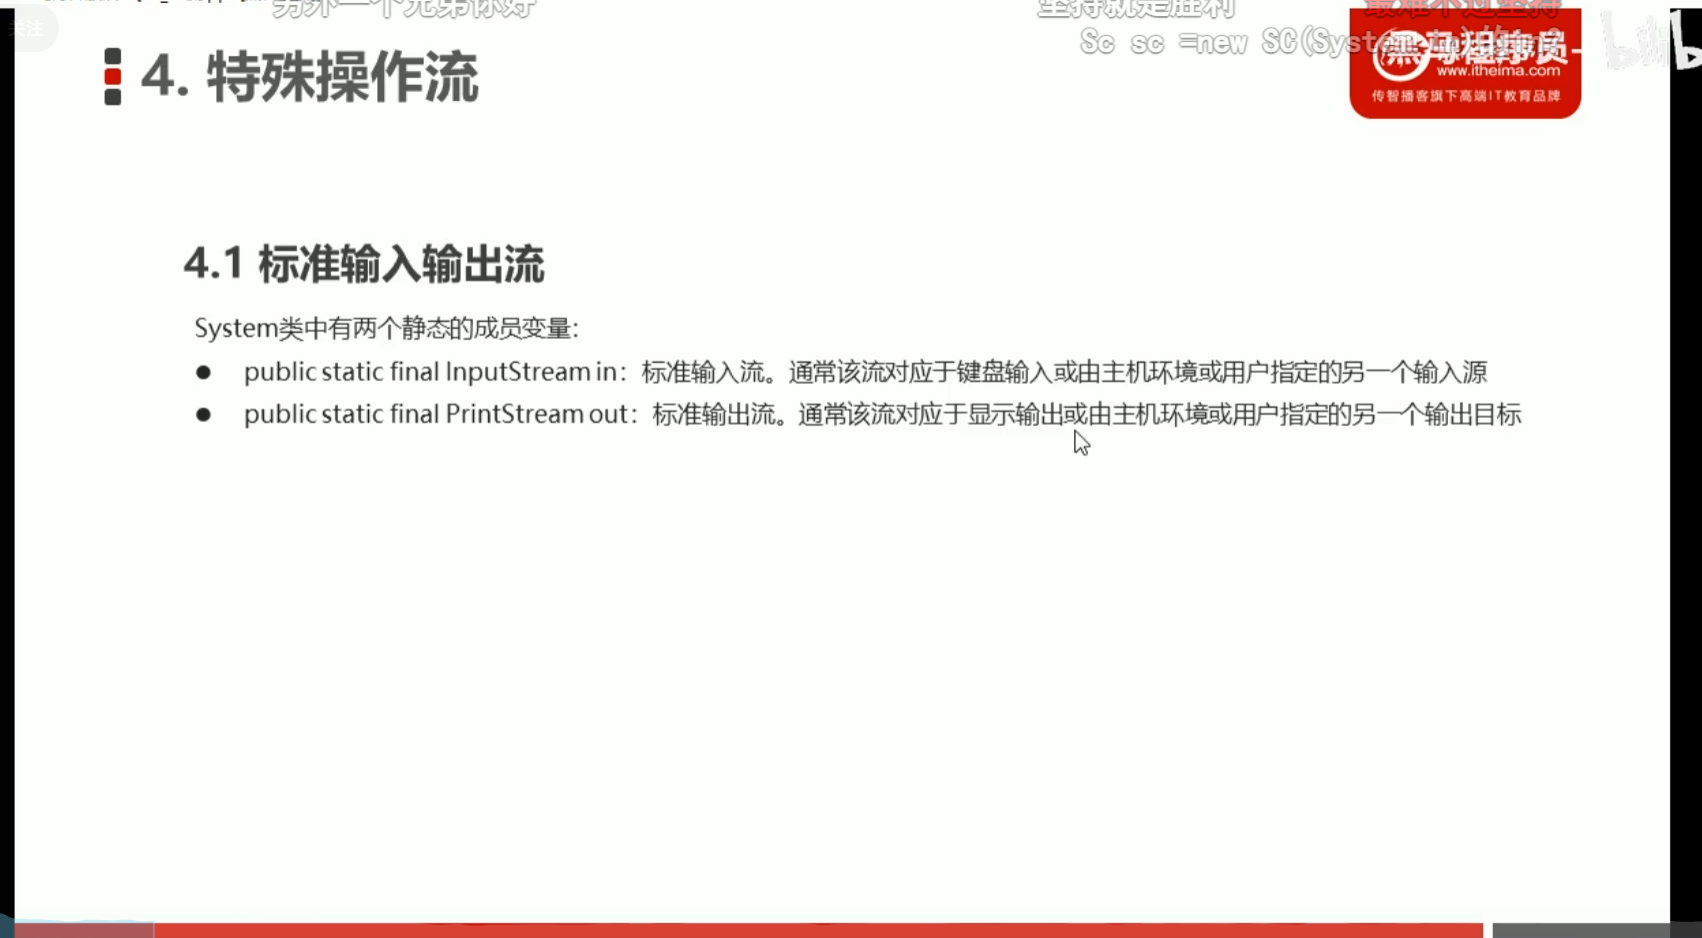 另外一个兄弟你好
坚持就是胜利
最难不过坚持
关注
Sc sc =new SC(System
bilibili
4. 特殊操作流
黑马程序员
www.itheima.com
传智播客旗下高端IT教育品牌
4.1 标准输入输出流
System类中有两个静态的成员变量:
● public static final InputStream in：标准输入流。通常该流对应于键盘输入或由主机环境或用户指定的另一个输入源
● public static final PrintStream out：标准输出流。通常该流对应于显示输出或由主机环境或用户指定的另一个输出目标